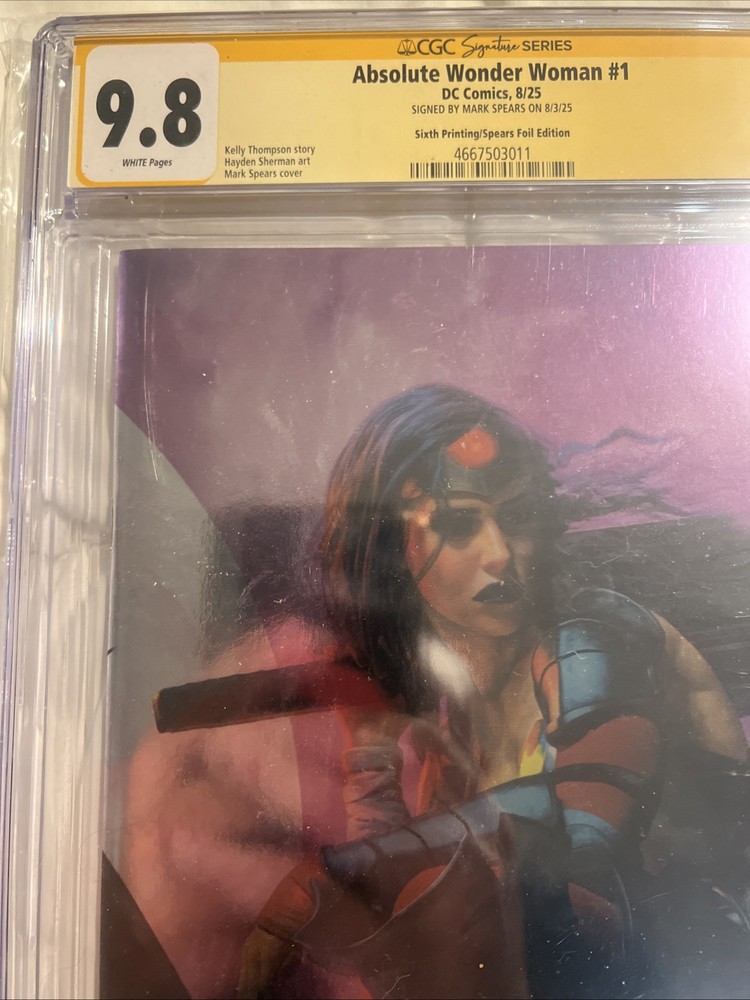 CGC Signature SERIES
Absolute Wonder Woman #1
DC Comics, 8/25
SIGNED BY MARK SPEARS ON 8/3/25
Sixth Printing/Spears Foil Edition
4667503011
9.8
WHITE Pages
Kelly Thompson story
Hayden Sherman art
Mark Spears cover